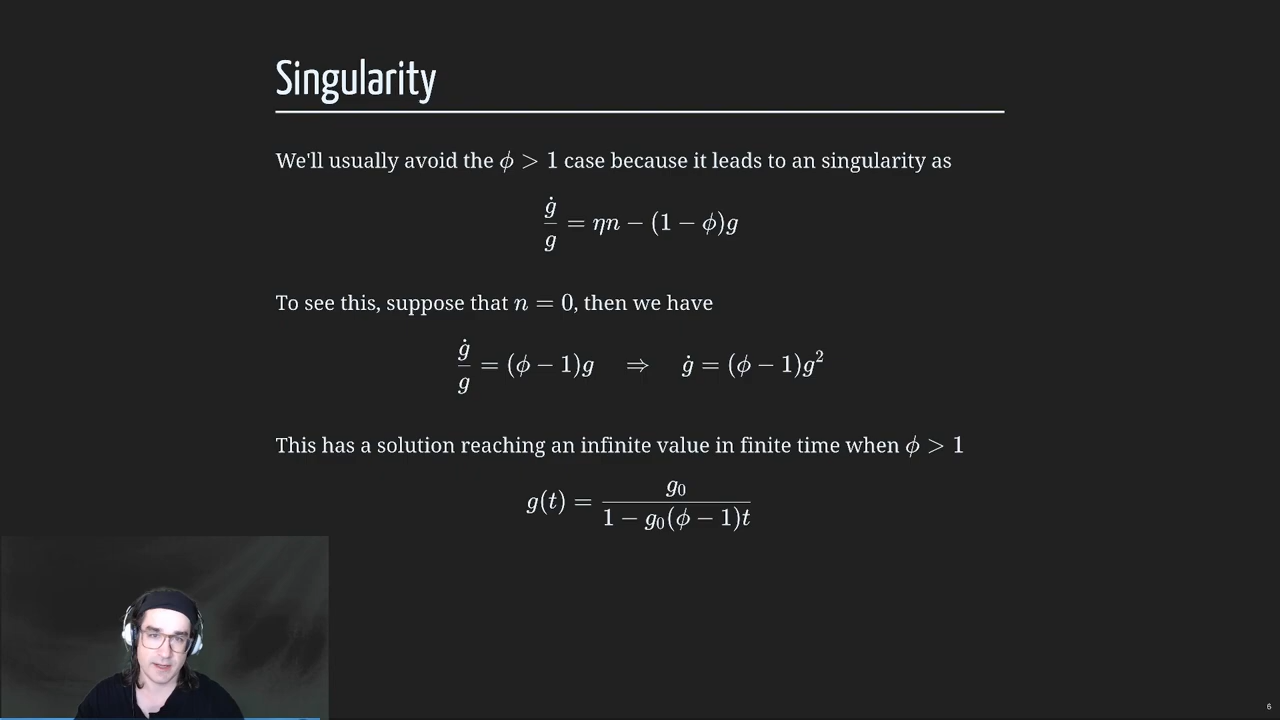 Singularity
We'll usually avoid the ϕ > 1 case because it leads to an singularity as
ġ/g = ηn − (1 − ϕ)g
To see this, suppose that n = 0, then we have
ġ/g = (ϕ − 1)g ⇒ ġ = (ϕ − 1)g²
This has a solution reaching an infinite value in finite time when ϕ > 1
g(t) = g₀/(1 − g₀(ϕ − 1)t)
6